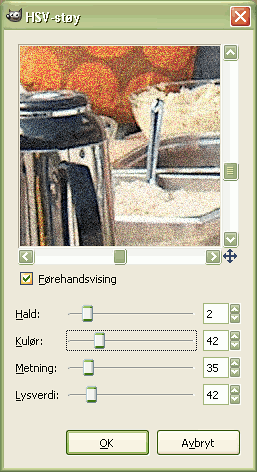 HSV-støy
Førehandsvising
Hald: 2
Kulør: 42
Metning: 35
Lysverdi: 42
OK Avbryt